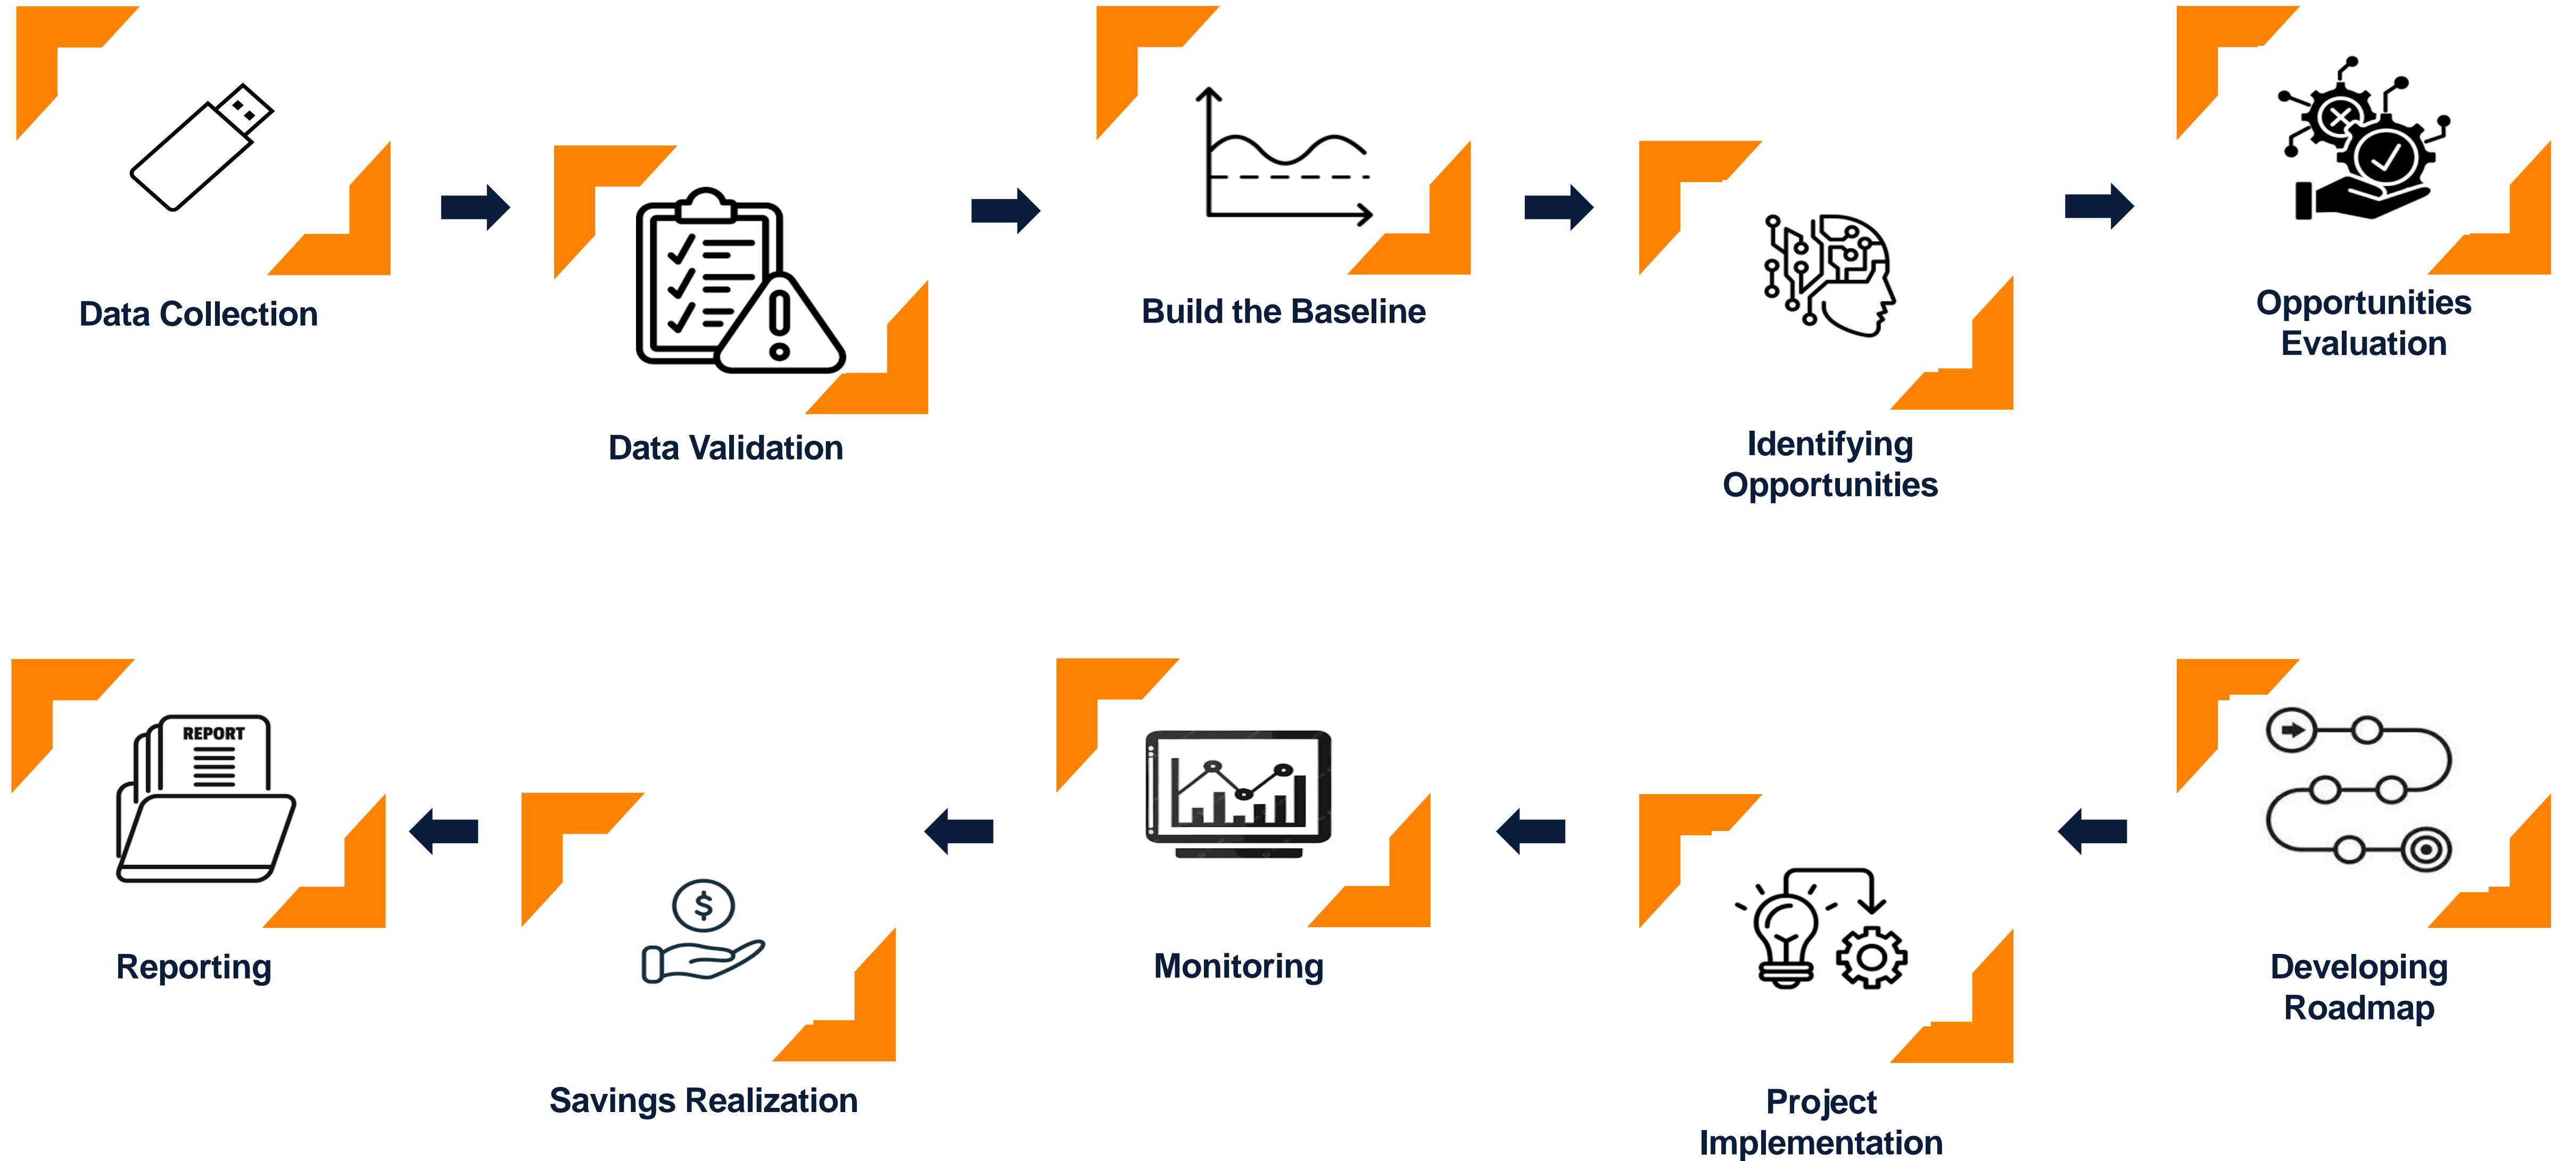 Data Collection
Data Validation
Build the Baseline
Identifying
Opportunities
Opportunities
Evaluation
REPORT
Reporting
$
Savings Realization
Monitoring
Project
Implementation
Developing
Roadmap